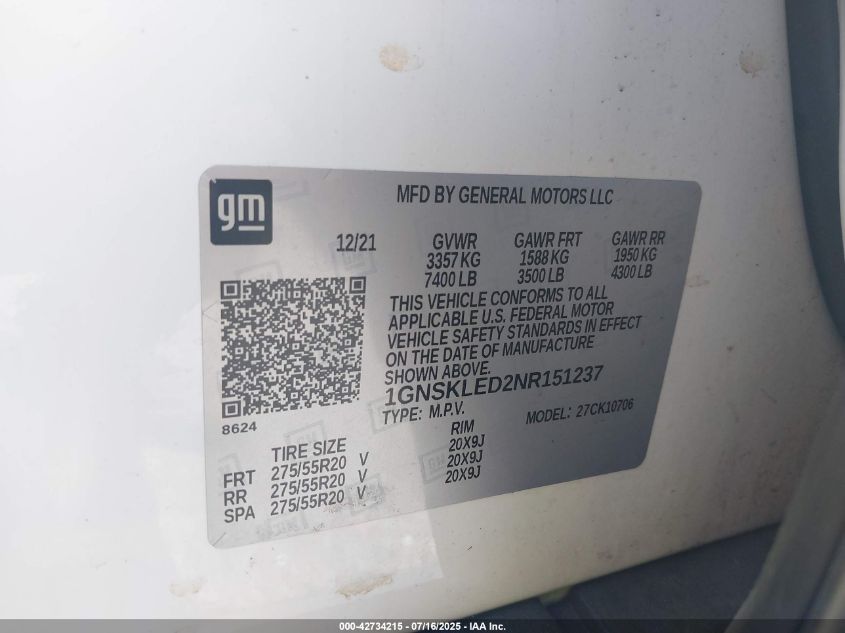 gm
MFD BY GENERAL MOTORS LLC
12/21 GVWR GAWR FRT GAWR RR
3357 KG 1588 KG 1950 KG
7400 LB 3500 LB 4300 LB
THIS VEHICLE CONFORMS TO ALL
APPLICABLE U.S. FEDERAL MOTOR
VEHICLE SAFETY STANDARDS IN EFFECT
ON THE DATE OF MANUFACTURE
SHOWN ABOVE.
1GNSKLED2NR151237
TYPE: M.P.V. MODEL: 27CK10706
8624
TIRE SIZE RIM
FRT 275/55R20 V 20X9J
RR 275/55R20 V 20X9J
SPA 275/55R20 V 20X9J
000-42734215 - 07/16/2025 - IAA Inc.